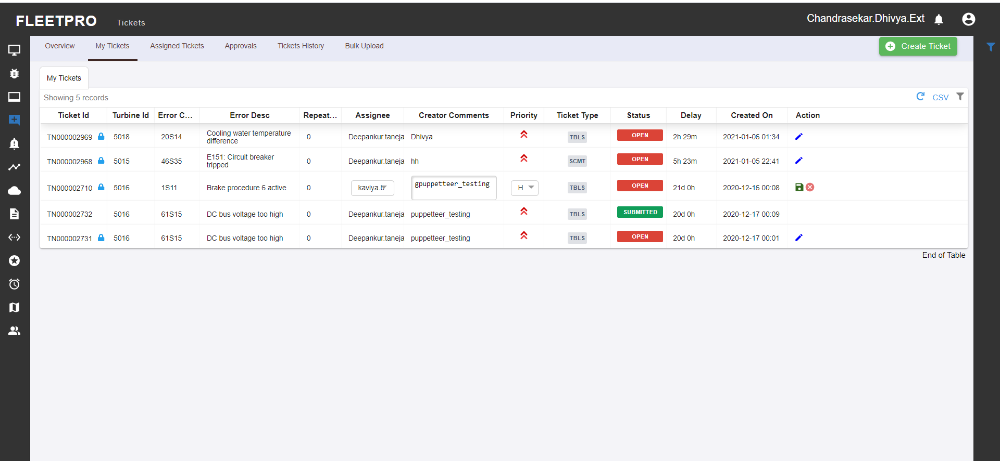 FLEETPRO Tickets Chandrasekar.Dhivya.Ext
Overview My Tickets Assigned Tickets Approvals Tickets History Bulk Upload Create Ticket
My Tickets
Showing 5 records CSV
Ticket Id Turbine Id Error C... Error Desc Repeat... Assignee Creator Comments Priority Ticket Type Status Delay Created On Action
TN000002969 5018 20S14 Cooling water temperature difference 0 Deepankur.taneja Dhivya TBLS OPEN 2h 29m 2021-01-06 01:34
TN000002968 5015 46S35 E151: Circuit breaker tripped 0 Deepankur.taneja hh SCMT OPEN 5h 23m 2021-01-05 22:41
TN000002710 5016 1S11 Brake procedure 6 active 0 kaviya.b gpuppetteer_testing H TBLS OPEN 21d 0h 2020-12-16 00:08
TN000002732 5016 61S15 DC bus voltage too high 0 Deepankur.taneja puppetteer_testing TBLS SUBMITTED 20d 0h 2020-12-17 00:09
TN000002731 5016 61S15 DC bus voltage too high 0 Deepankur.taneja puppetteer_testing TBLS OPEN 20d 0h 2020-12-17 00:01
End of Table